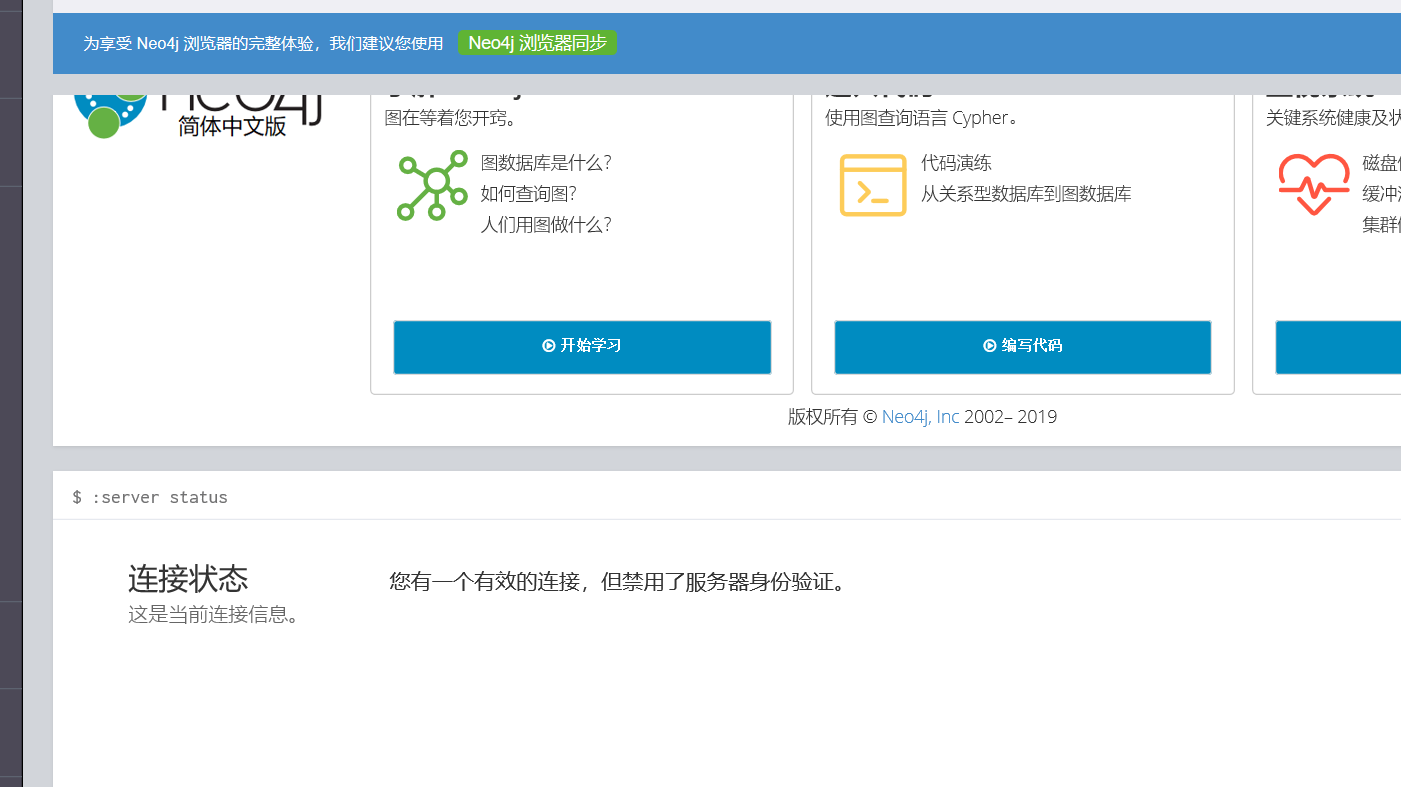 为享受 Neo4j 浏览器的完整体验，我们建议您使用 Neo4j 浏览器同步
neo4j
简体中文版
图在等着您开窍。
图数据库是什么?
如何查询图?
人们用图做什么?
开始学习
使用图查询语言 Cypher。
代码演练
从关系型数据库到图数据库
编写代码
关键系统健康及状
磁盘
缓冲
集群
版权所有 © Neo4j, Inc 2002– 2019
$ :server status
连接状态
这是当前连接信息。
您有一个有效的连接，但禁用了服务器身份验证。